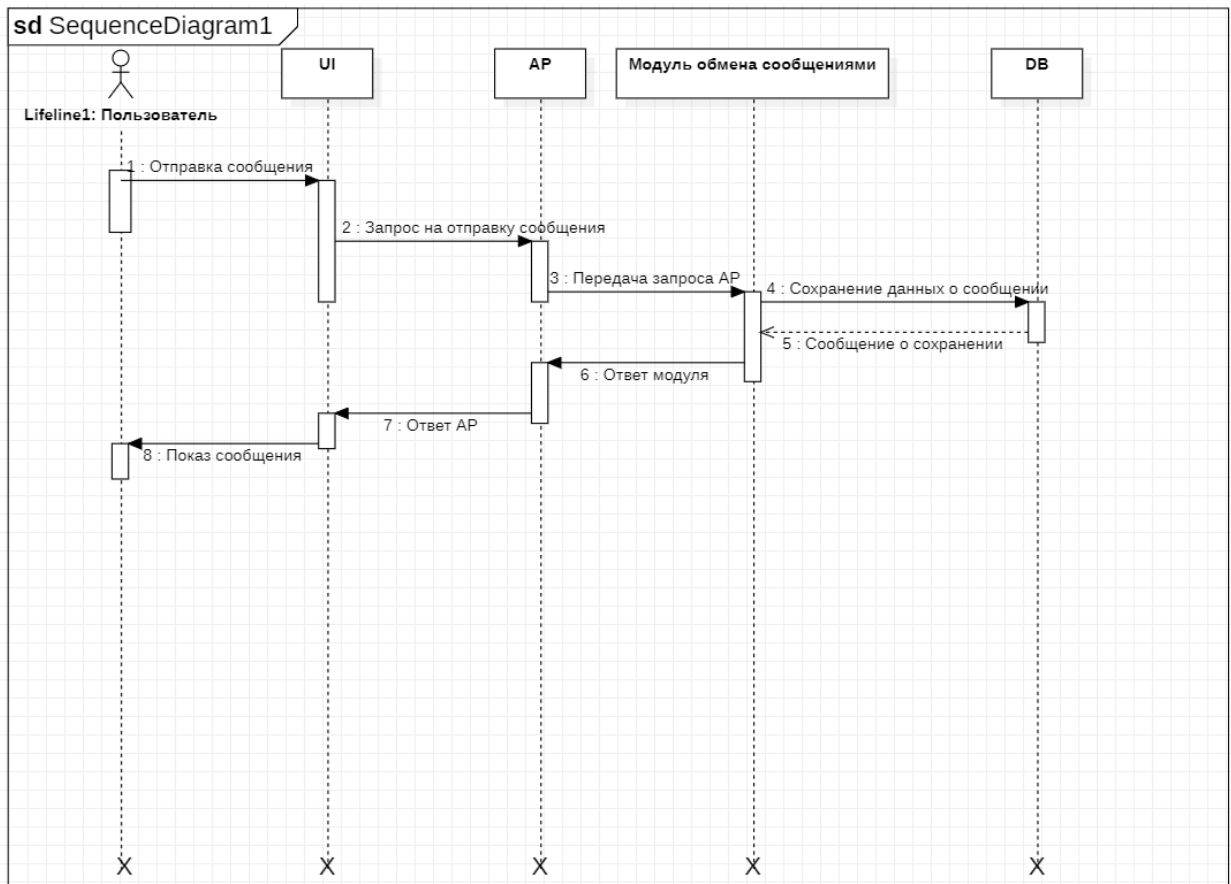 sd SequenceDiagram1
UI
AP
Модуль обмена сообщениями
DB
Lifeline1: Пользователь
1 : Отправка сообщения
2 : Запрос на отправку сообщения
3 : Передача запроса AP
4 : Сохранение данных о сообщении
5 : Сообщение о сохранении
6 : Ответ модуля
7 : Ответ AP
8 : Показ сообщения
X X X X X